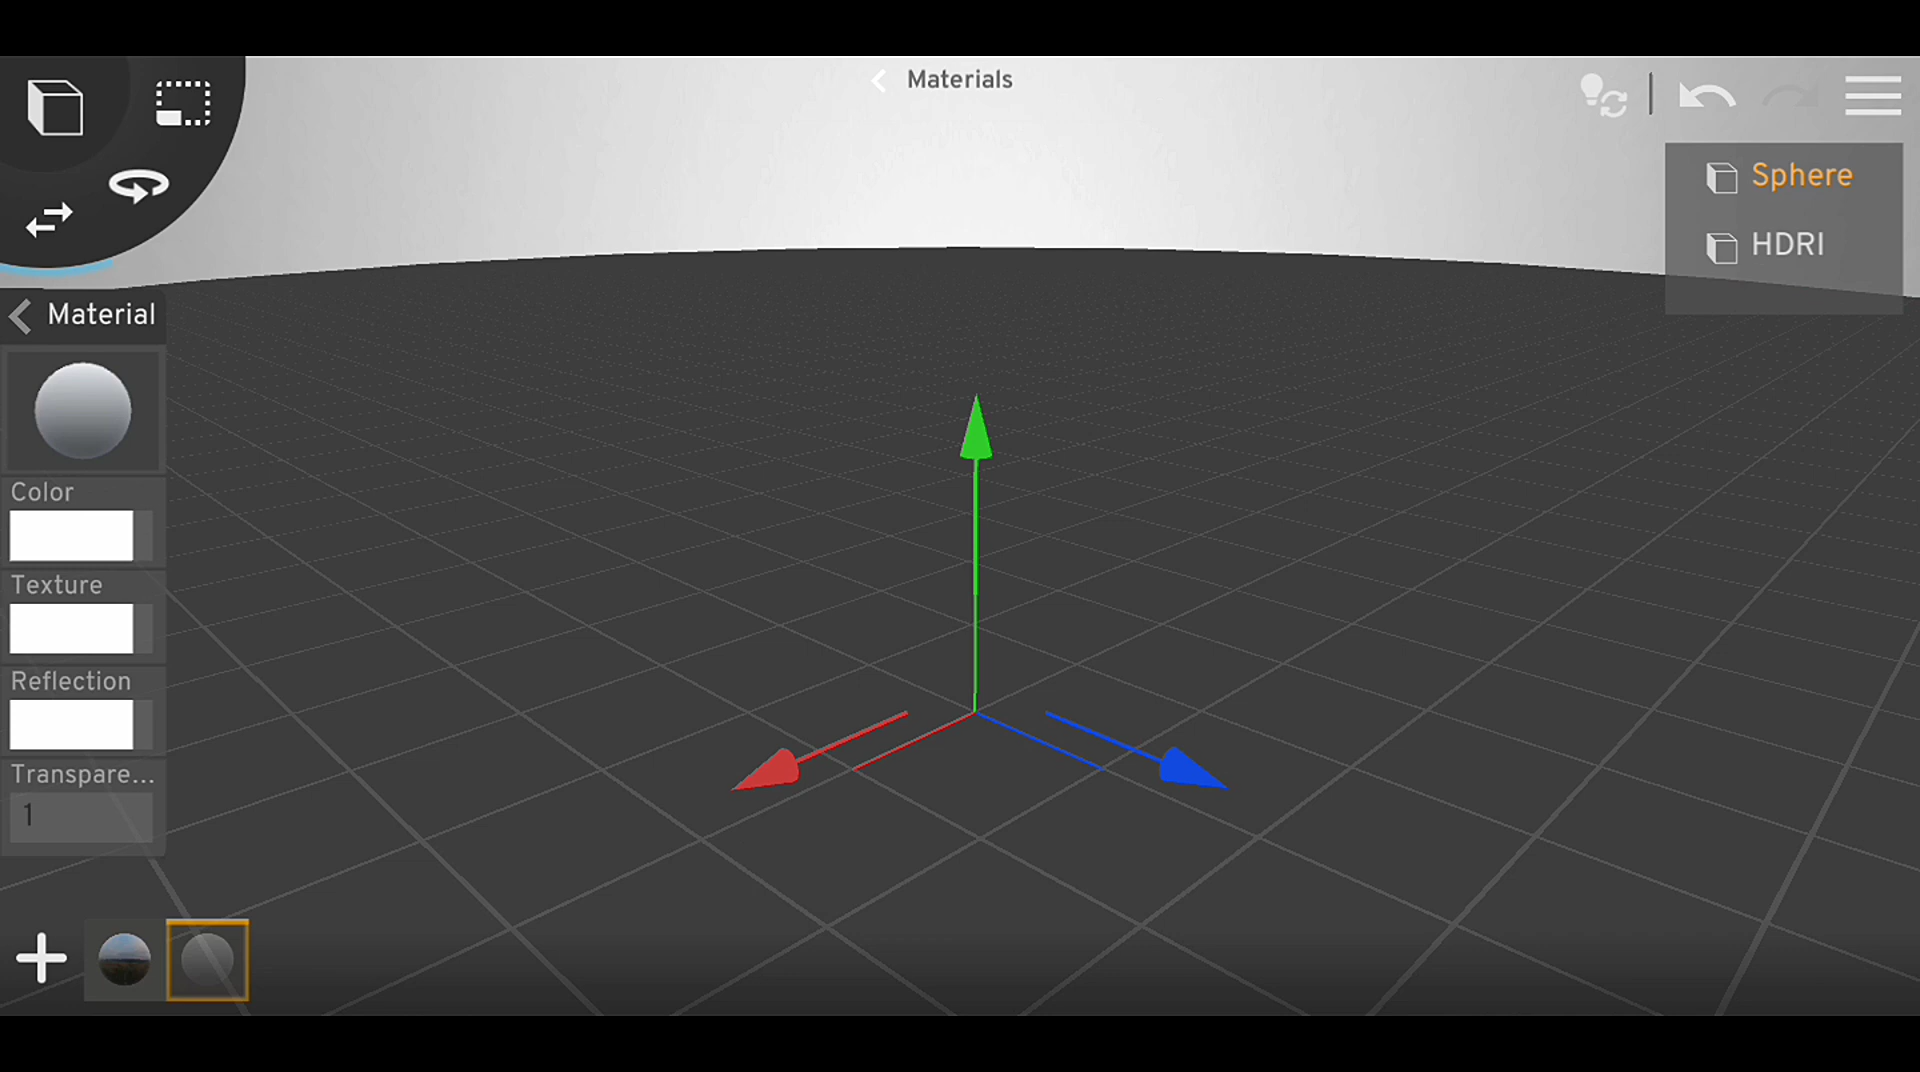 Materials
Sphere
HDRI
Material
Color
Texture
Reflection
Transpare...
1